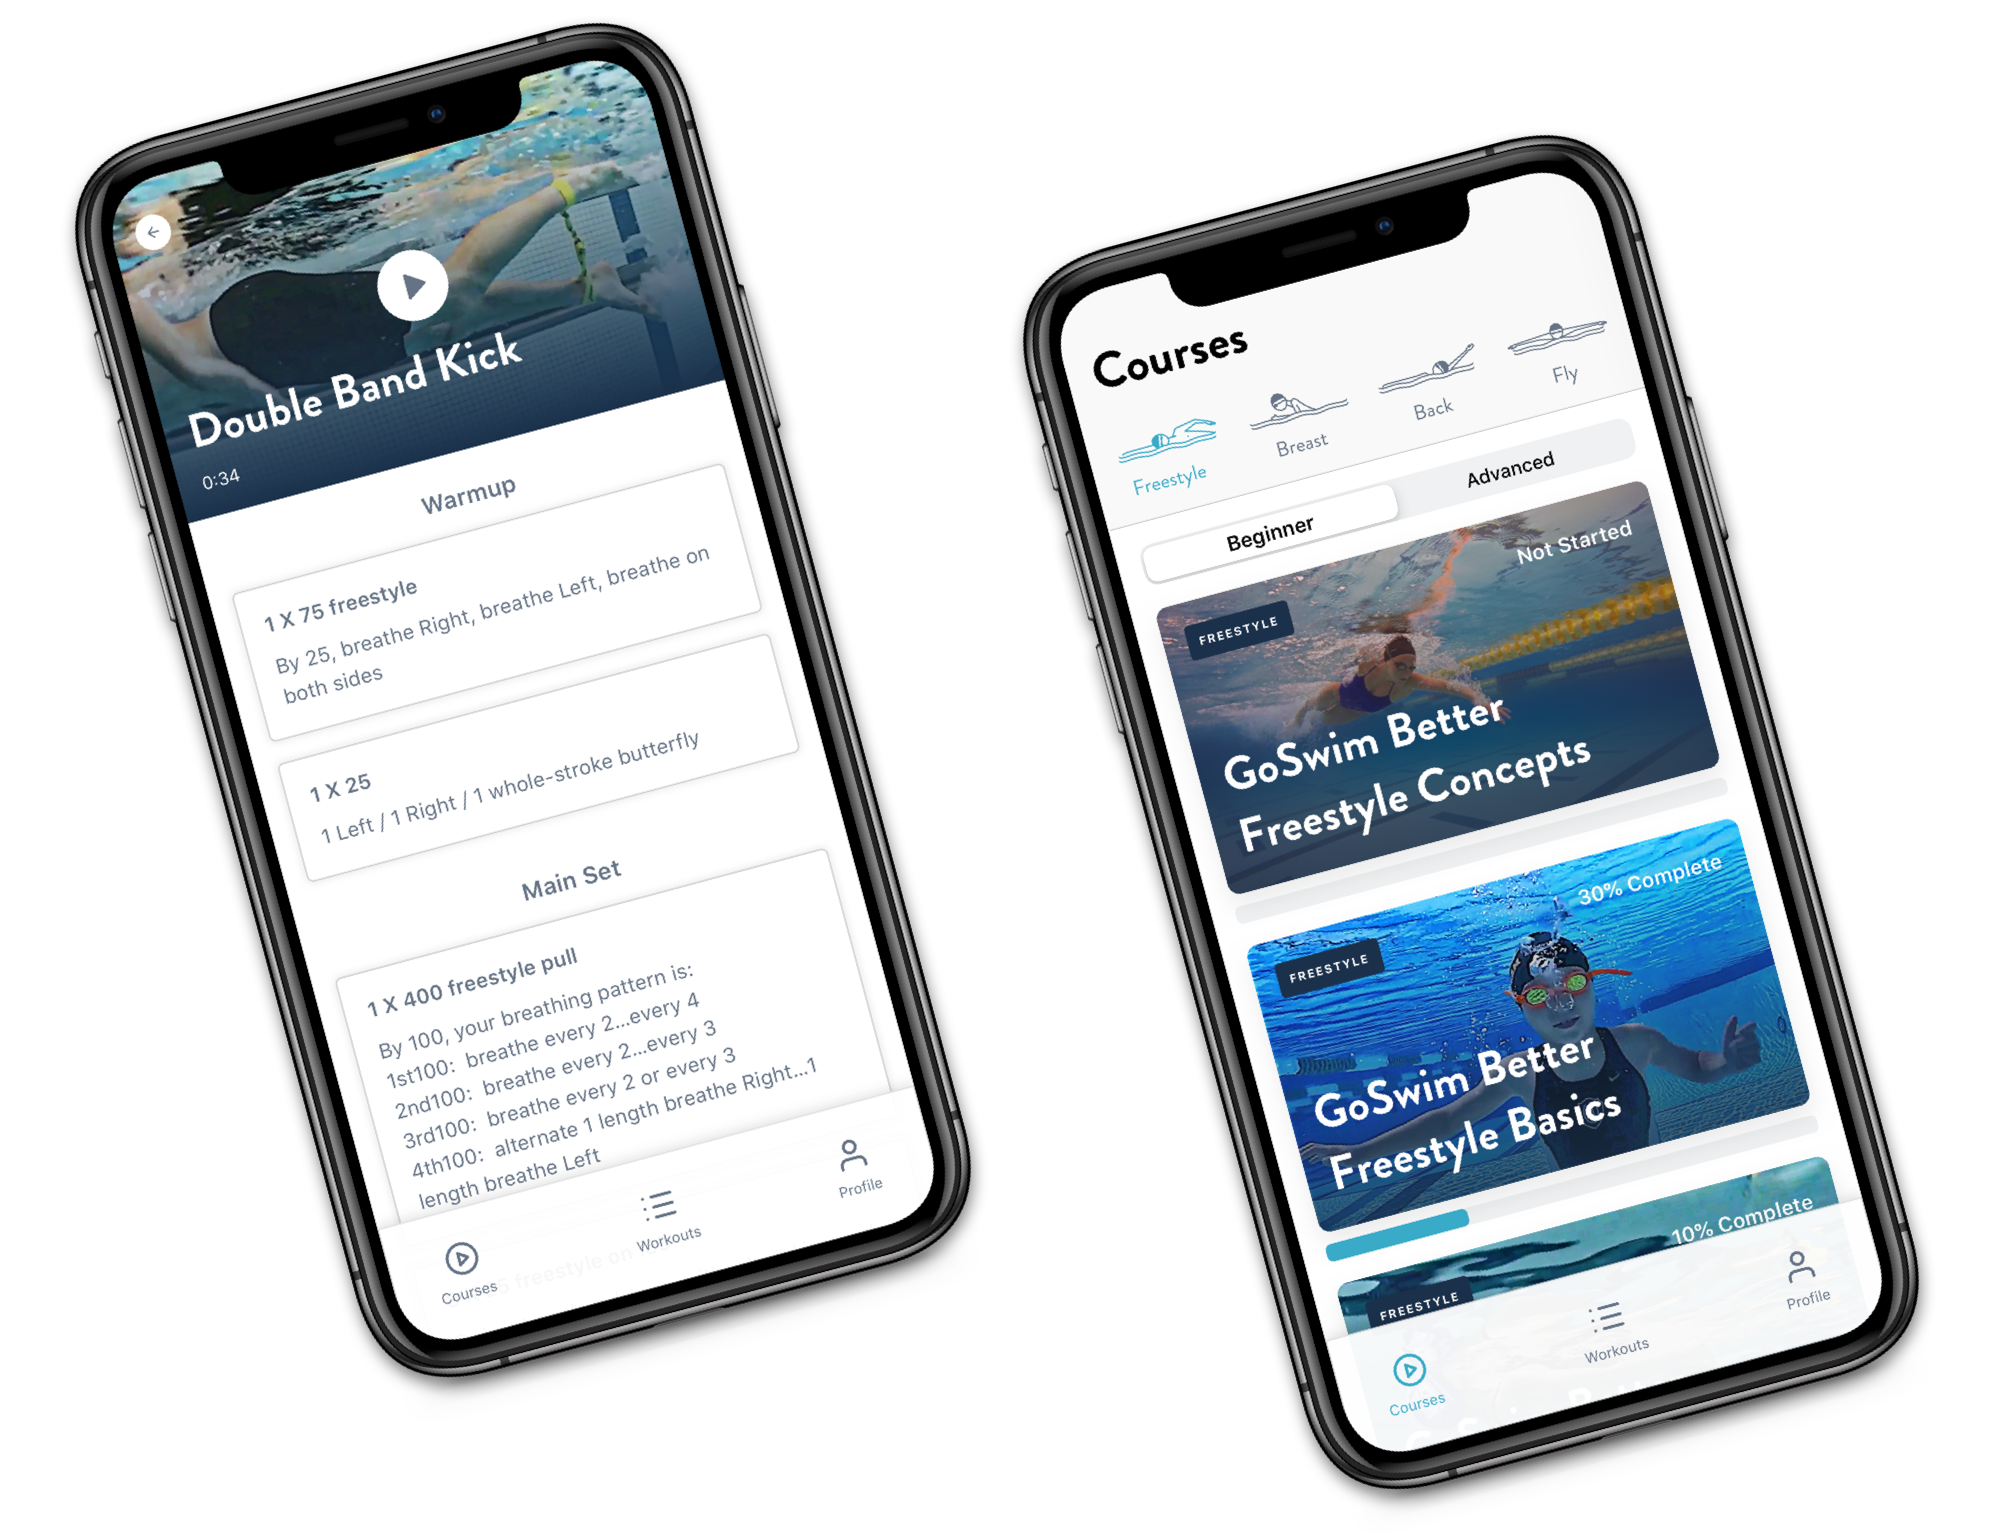 Double Band Kick
0:34
Warmup
1 X 75 freestyle
By 25, breathe Right, breathe Left, breathe on
both sides
1 X 25
1 Left / 1 Right / 1 whole-stroke butterfly
Main Set
1 X 400 freestyle pull
By 100, your breathing pattern is:
1st100: breathe every 2...every 4
2nd100: breathe every 2...every 3
3rd100: breathe every 2 or every 3
4th100: alternate 1 length breathe Right...1
length breathe Left
freestyle on
Courses
Workouts
Profile
Courses
Freestyle
Breast
Back
Fly
Beginner
Advanced
Not Started
FREESTYLE
GoSwim Better
Freestyle Concepts
30% Complete
FREESTYLE
GoSwim Better
Freestyle Basics
10% Complete
FREESTYLE
Courses
Workouts
Profile